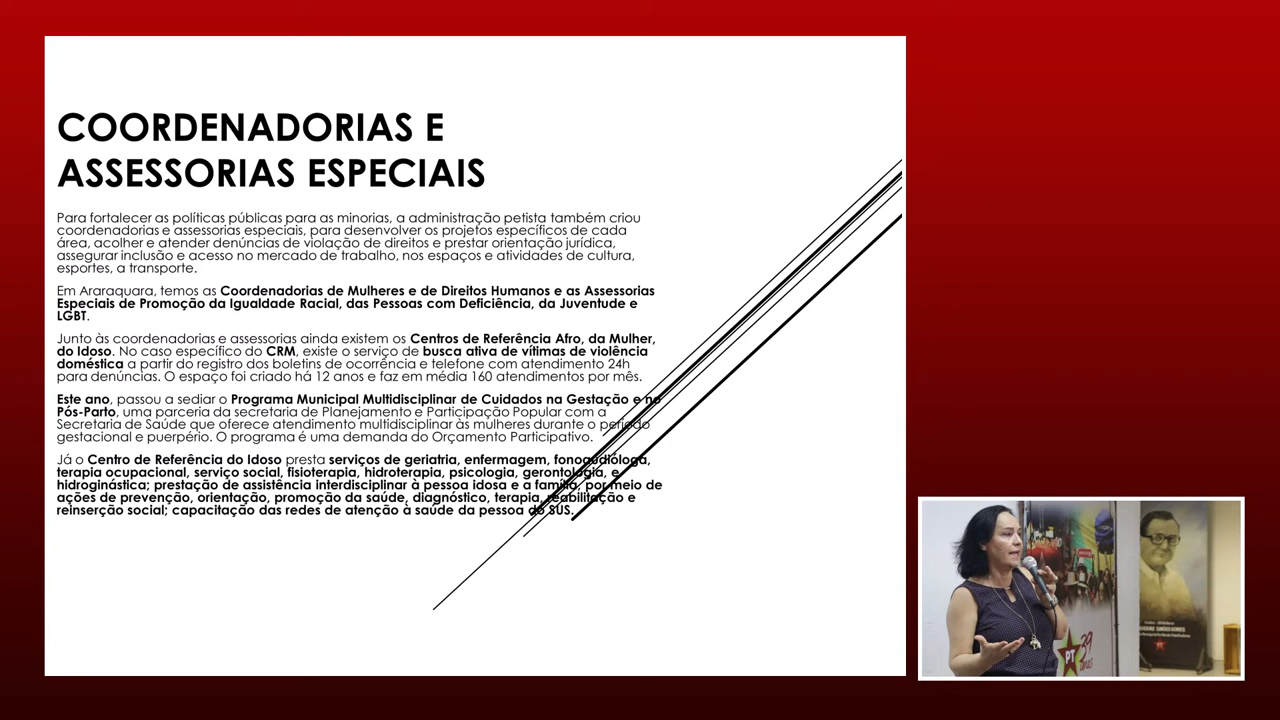 COORDENADORIAS E
ASSESSORIAS ESPECIAIS
Para fortalecer as políticas públicas para as minorias, a administração petista também criou
coordenadorias e assessorias especiais, para desenvolver os projetos específicos de cada
área, acolher e atender denúncias de violação de direitos e prestar orientação jurídica,
assegurar inclusão e acesso no mercado de trabalho, nos espaços e atividades de cultura,
esportes, a transporte.
Em Araraquara, temos as Coordenadorias de Mulheres e de Direitos Humanos e as Assessorias
Especiais de Promoção da Igualdade Racial, das Pessoas com Deficiência, da Juventude e
LGBT.
Junto às coordenadorias e assessorias ainda existem os Centros de Referência Afro, da Mulher,
do Idoso. No caso específico do CRM, existe o serviço de busca ativa de vítimas de violência
doméstica a partir do registro dos boletins de ocorrência e telefone com atendimento 24h
para denúncias. O espaço foi criado há 12 anos e faz em média 160 atendimentos por mês.
Este ano, passou a sediar o Programa Municipal Multidisciplinar de Cuidados na Gestação e no
Pós-Parto, uma parceria da secretaria de Planejamento e Participação Popular com a
Secretaria de Saúde que oferece atendimento multidisciplinar às mulheres durante o período
gestacional e puerpério. O programa é uma demanda do Orçamento Participativo.
Já o Centro de Referência do Idoso presta serviços de geriatria, enfermagem, fonoaudióloga,
terapia ocupacional, serviço social, fisioterapia, hidroterapia, psicologia, gerontologia, e
hidroginástica; prestação de assistência interdisciplinar à pessoa idosa e a família, por meio de
ações de prevenção, orientação, promoção da saúde, diagnóstico, terapia, reabilitação e
reinserção social; capacitação das redes de atenção à saúde da pessoa do SUS.
PT
39
anos